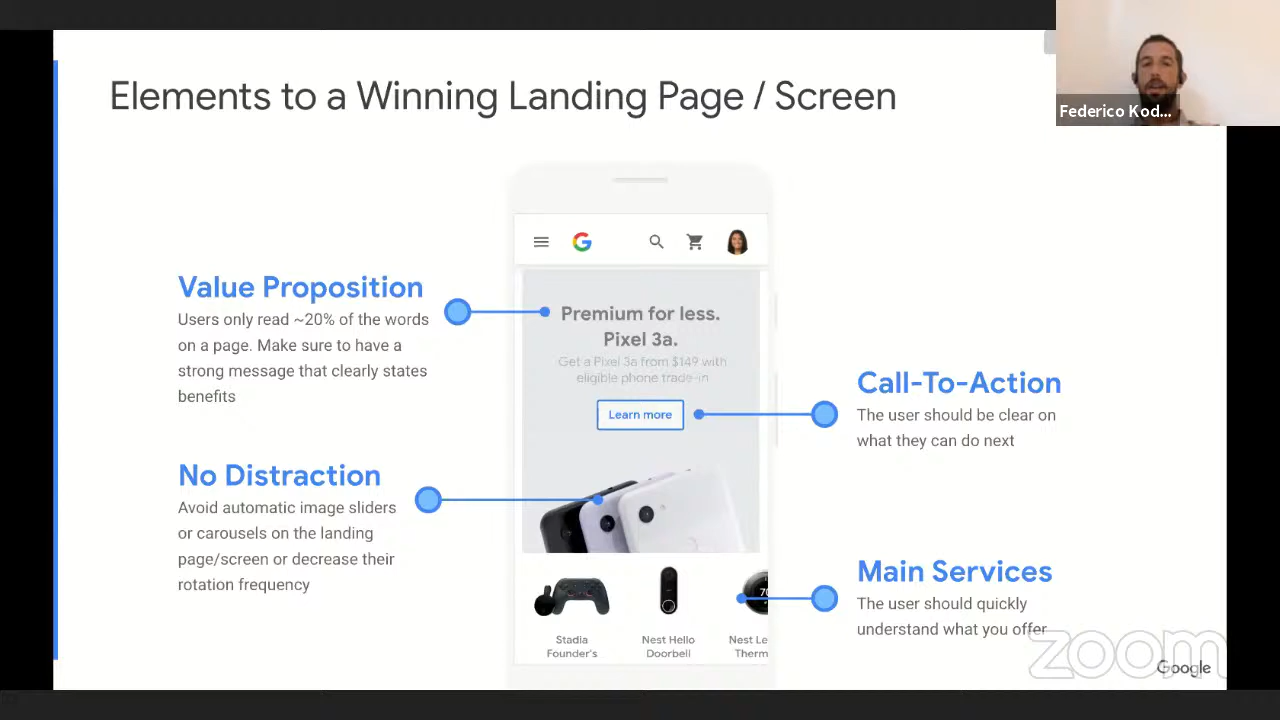 Elements to a Winning Landing Page / Screen
Federico Kod...
Value Proposition
Users only read ~20% of the words
on a page. Make sure to have a
strong message that clearly states
benefits
No Distraction
Avoid automatic image sliders
or carousels on the landing
page/screen or decrease their
rotation frequency
Premium for less.
Pixel 3a.
Get a Pixel 3a from $149 with
eligible phone trade-in
Learn more
70
Stadia
Founder's
Nest Hello
Doorbell
Nest Le
Therm
Call-To-Action
The user should be clear on
what they can do next
Main Services
The user should quickly
understand what you offer
zoom
Google